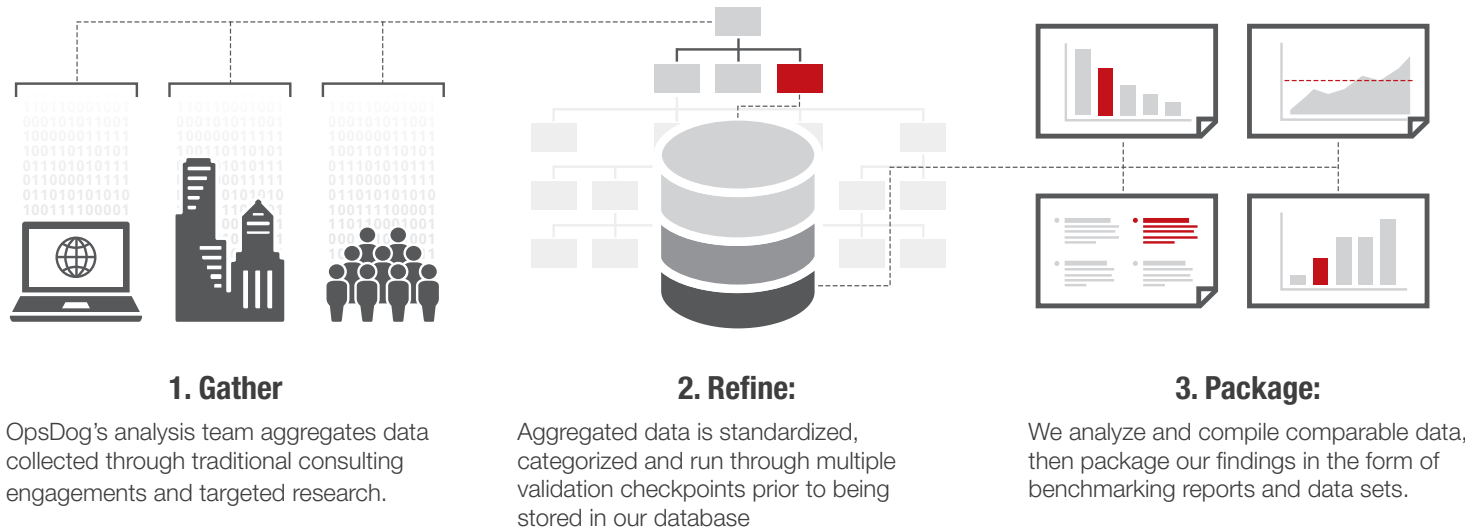 1. Gather
OpsDog's analysis team aggregates data
collected through traditional consulting
engagements and targeted research.
2. Refine:
Aggregated data is standardized,
categorized and run through multiple
validation checkpoints prior to being
stored in our database
3. Package:
We analyze and compile comparable data,
then package our findings in the form of
benchmarking reports and data sets.